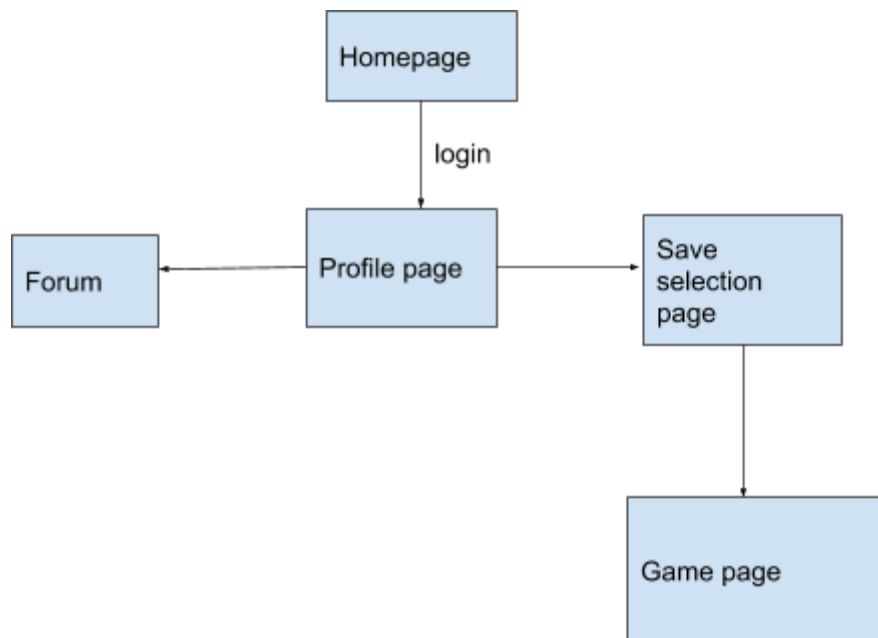 Homepage
login
Forum
Profile page
Save
selection
page
Game page